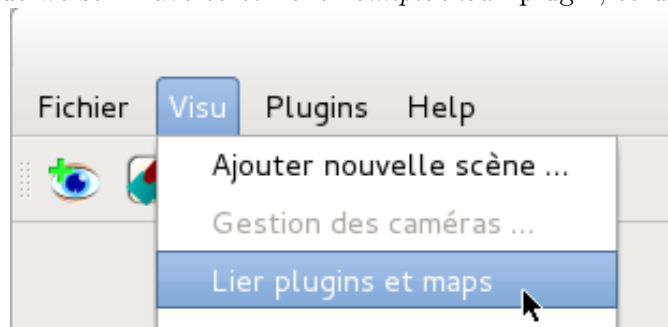 Fichier Visu Plugins Help
Ajouter nouvelle scène ...
Gestion des caméras ...
Lier plugins et maps